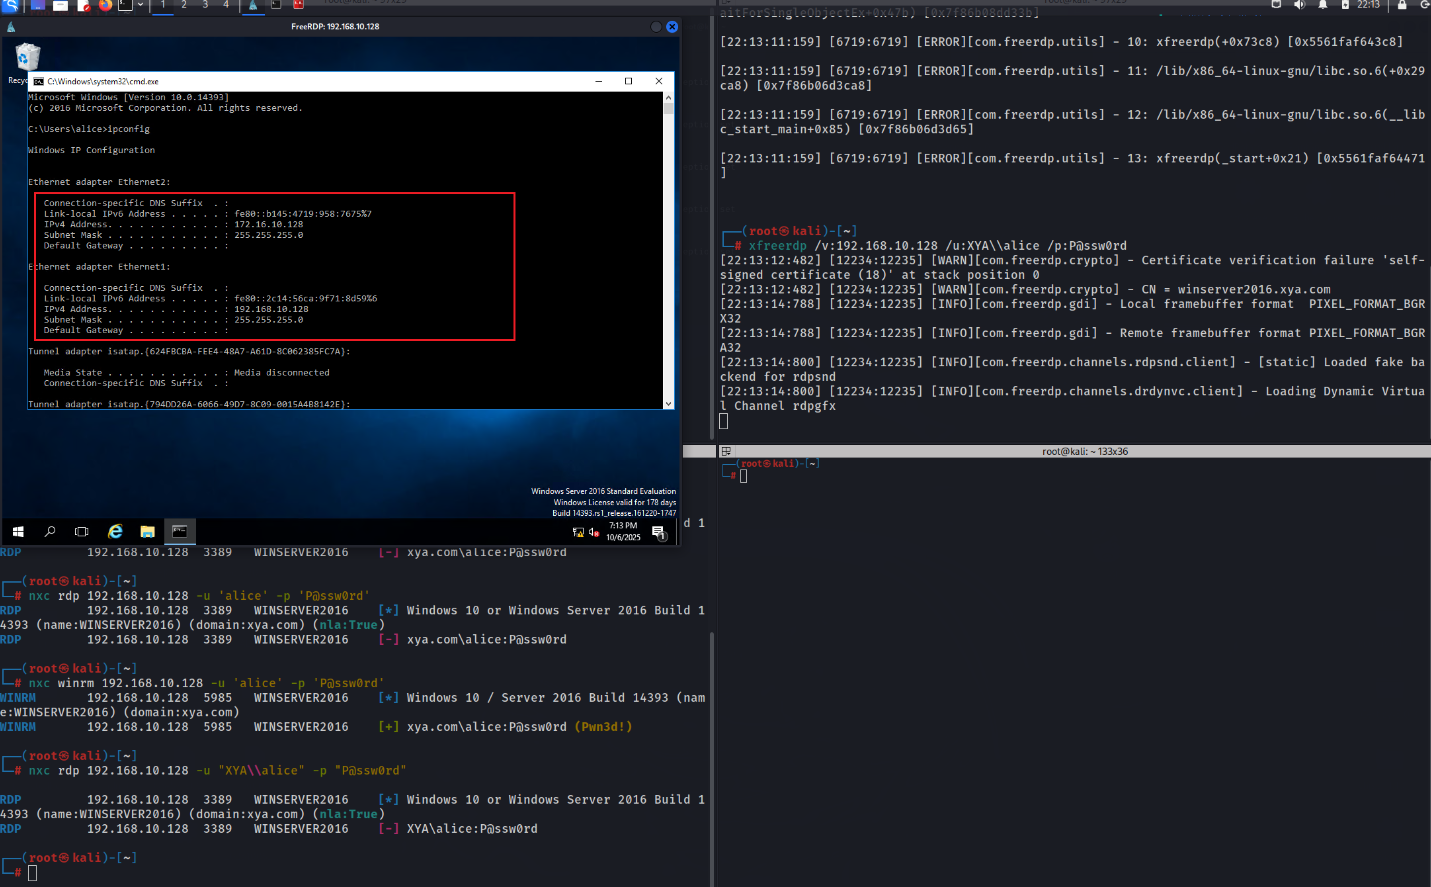 1 2 3 4
22:13
FreeRDP: 192.168.10.128
Recyc
C:\Windows\system32\cmd.exe
Microsoft Windows [Version 10.0.14393]
(c) 2016 Microsoft Corporation. All rights reserved.
C:\Users\alice>ipconfig
Windows IP Configuration
Ethernet adapter Ethernet2:
Connection-specific DNS Suffix . :
Link-local IPv6 Address . . . . . : fe80::b145:4719:958:7675%7
IPv4 Address. . . . . . . . . . . : 172.16.10.128
Subnet Mask . . . . . . . . . . . : 255.255.255.0
Default Gateway . . . . . . . . . :
Ethernet adapter Ethernet1:
Connection-specific DNS Suffix . :
Link-local IPv6 Address . . . . . : fe80::2c14:56ca:9f71:8d59%6
IPv4 Address. . . . . . . . . . . : 192.168.10.128
Subnet Mask . . . . . . . . . . . : 255.255.255.0
Default Gateway . . . . . . . . . :
Tunnel adapter isatap.{624FBCBA-FEE4-48A7-A61D-8C062385FC7A}:
Media State . . . . . . . . . . . : Media disconnected
Connection-specific DNS Suffix . :
Tunnel adapter isatap.{794DD26A-6066-49D7-8C09-0015A4B8142E}:
Windows Server 2016 Standard Evaluation
Windows License valid for 178 days
Build 14393.rs1_release.161220-1747
7:13 PM
10/6/2025
1
d 1
RDP 192.168.10.128 3389 WINSERVER2016 [-] xya.com\alice:P@ssw0rd
┌──(root㉿kali)-[~]
└─# nxc rdp 192.168.10.128 -u 'alice' -p 'P@ssw0rd'
RDP 192.168.10.128 3389 WINSERVER2016 [*] Windows 10 or Windows Server 2016 Build 1
4393 (name:WINSERVER2016) (domain:xya.com) (nla:True)
RDP 192.168.10.128 3389 WINSERVER2016 [-] xya.com\alice:P@ssw0rd
┌──(root㉿kali)-[~]
└─# nxc winrm 192.168.10.128 -u 'alice' -p 'P@ssw0rd'
WINRM 192.168.10.128 5985 WINSERVER2016 [*] Windows 10 / Server 2016 Build 14393 (nam
e:WINSERVER2016) (domain:xya.com)
WINRM 192.168.10.128 5985 WINSERVER2016 [+] xya.com\alice:P@ssw0rd (Pwn3d!)
┌──(root㉿kali)-[~]
└─# nxc rdp 192.168.10.128 -u "XYA\\alice" -p "P@ssw0rd"
RDP 192.168.10.128 3389 WINSERVER2016 [*] Windows 10 or Windows Server 2016 Build 1
4393 (name:WINSERVER2016) (domain:xya.com) (nla:True)
RDP 192.168.10.128 3389 WINSERVER2016 [-] XYA\alice:P@ssw0rd
┌──(root㉿kali)-[~]
└─#
aitForSingleObjectEx+0x47b) [0x7f86b08dd33b]
[22:13:11:159] [6719:6719] [ERROR][com.freerdp.utils] - 10: xfreerdp(+0x73c8) [0x5561faf643c8]
[22:13:11:159] [6719:6719] [ERROR][com.freerdp.utils] - 11: /lib/x86_64-linux-gnu/libc.so.6(+0x29
ca8) [0x7f86b06d3ca8]
[22:13:11:159] [6719:6719] [ERROR][com.freerdp.utils] - 12: /lib/x86_64-linux-gnu/libc.so.6(__lib
c_start_main+0x85) [0x7f86b06d3d65]
[22:13:11:159] [6719:6719] [ERROR][com.freerdp.utils] - 13: xfreerdp(_start+0x21) [0x5561faf64471
]
┌──(root㉿kali)-[~]
└─# xfreerdp /v:192.168.10.128 /u:XYA\\alice /p:P@ssw0rd
[22:13:12:482] [12234:12235] [WARN][com.freerdp.crypto] - Certificate verification failure 'self-
signed certificate (18)' at stack position 0
[22:13:12:482] [12234:12235] [WARN][com.freerdp.crypto] - CN = winserver2016.xya.com
[22:13:14:788] [12234:12235] [INFO][com.freerdp.gdi] - Local framebuffer format PIXEL_FORMAT_BGR
X32
[22:13:14:788] [12234:12235] [INFO][com.freerdp.gdi] - Remote framebuffer format PIXEL_FORMAT_BGR
A32
[22:13:14:800] [12234:12235] [INFO][com.freerdp.channels.rdpsnd.client] - [static] Loaded fake ba
ckend for rdpsnd
[22:13:14:800] [12234:12235] [INFO][com.freerdp.channels.drdynvc.client] - Loading Dynamic Virtua
l Channel rdpgfx
root@kali: ~ 133x36
┌──(root㉿kali)-[~]
└─#